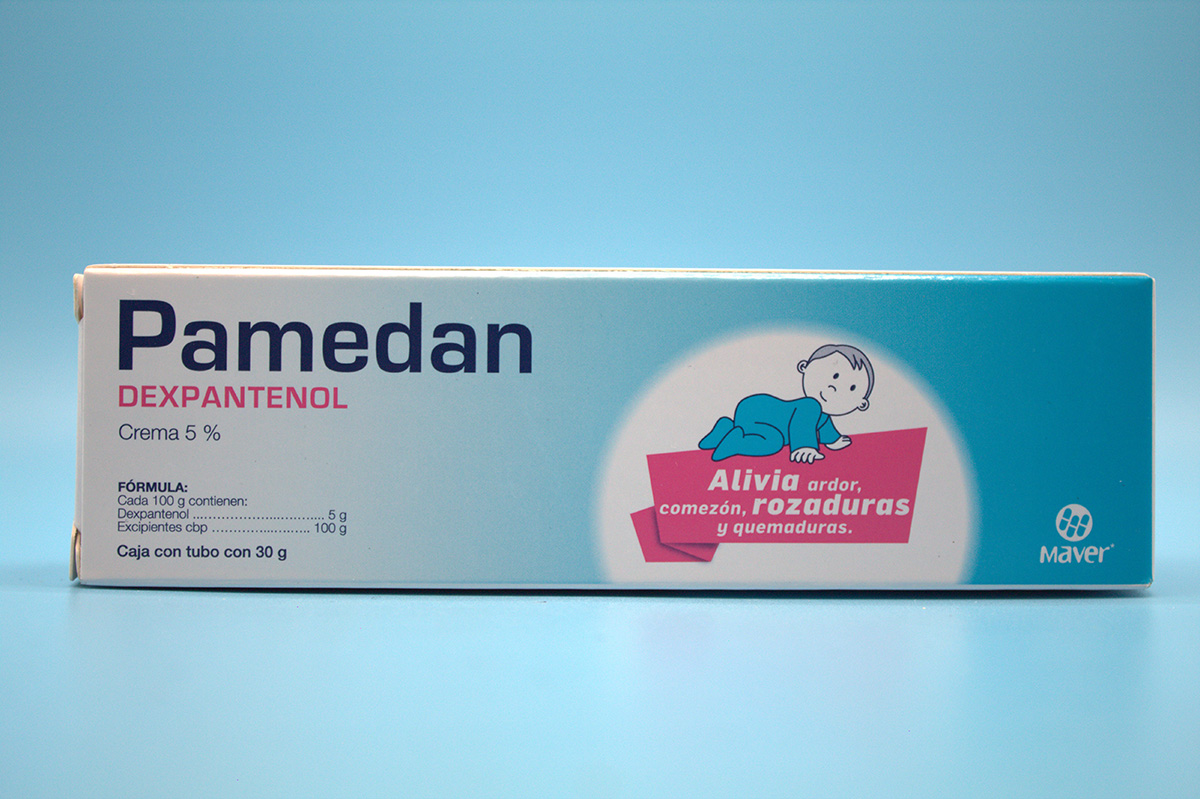 Pamedan
DEXPANTENOL
Crema 5 %
FÓRMULA:
Cada 100 g contienen:
Dexpantenol ................................. 5 g
Excipientes cbp ......................... 100 g
Caja con tubo con 30 g
Alivia ardor,
comezón, rozaduras
y quemaduras.
Maver®